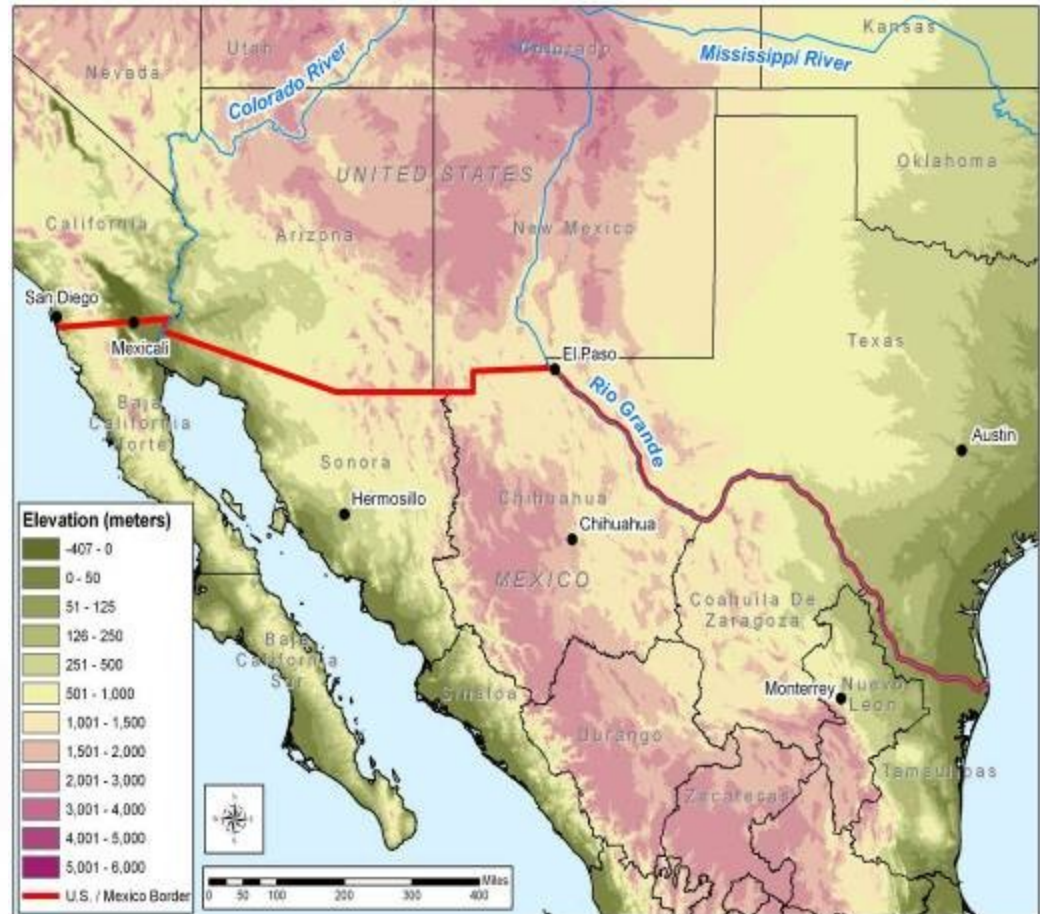 Kansas
Utah
Colorado
Mississippi River
Nevada
Colorado River
Oklahoma
UNITED STATES
California
Arizona
New Mexico
San Diego
Mexicali
El Paso
Texas
Rio Grande
Baja
California
Norte
Austin
Sonora
Hermosillo
Chihuahua
Chihuahua
MEXICO
Coahuila De
Zaragoza
Baja
California
Sur
Sinaloa
Monterrey
Nuevo
Leon
Durango
Tamaulipas
Zacatecas
Elevation (meters)
-407 - 0
0 - 50
51 - 125
126 - 250
251 - 500
501 - 1,000
1,001 - 1,500
1,501 - 2,000
2,001 - 3,000
3,001 - 4,000
4,001 - 5,000
5,001 - 6,000
U.S. / Mexico Border
Miles
0 50 100 200 300 400